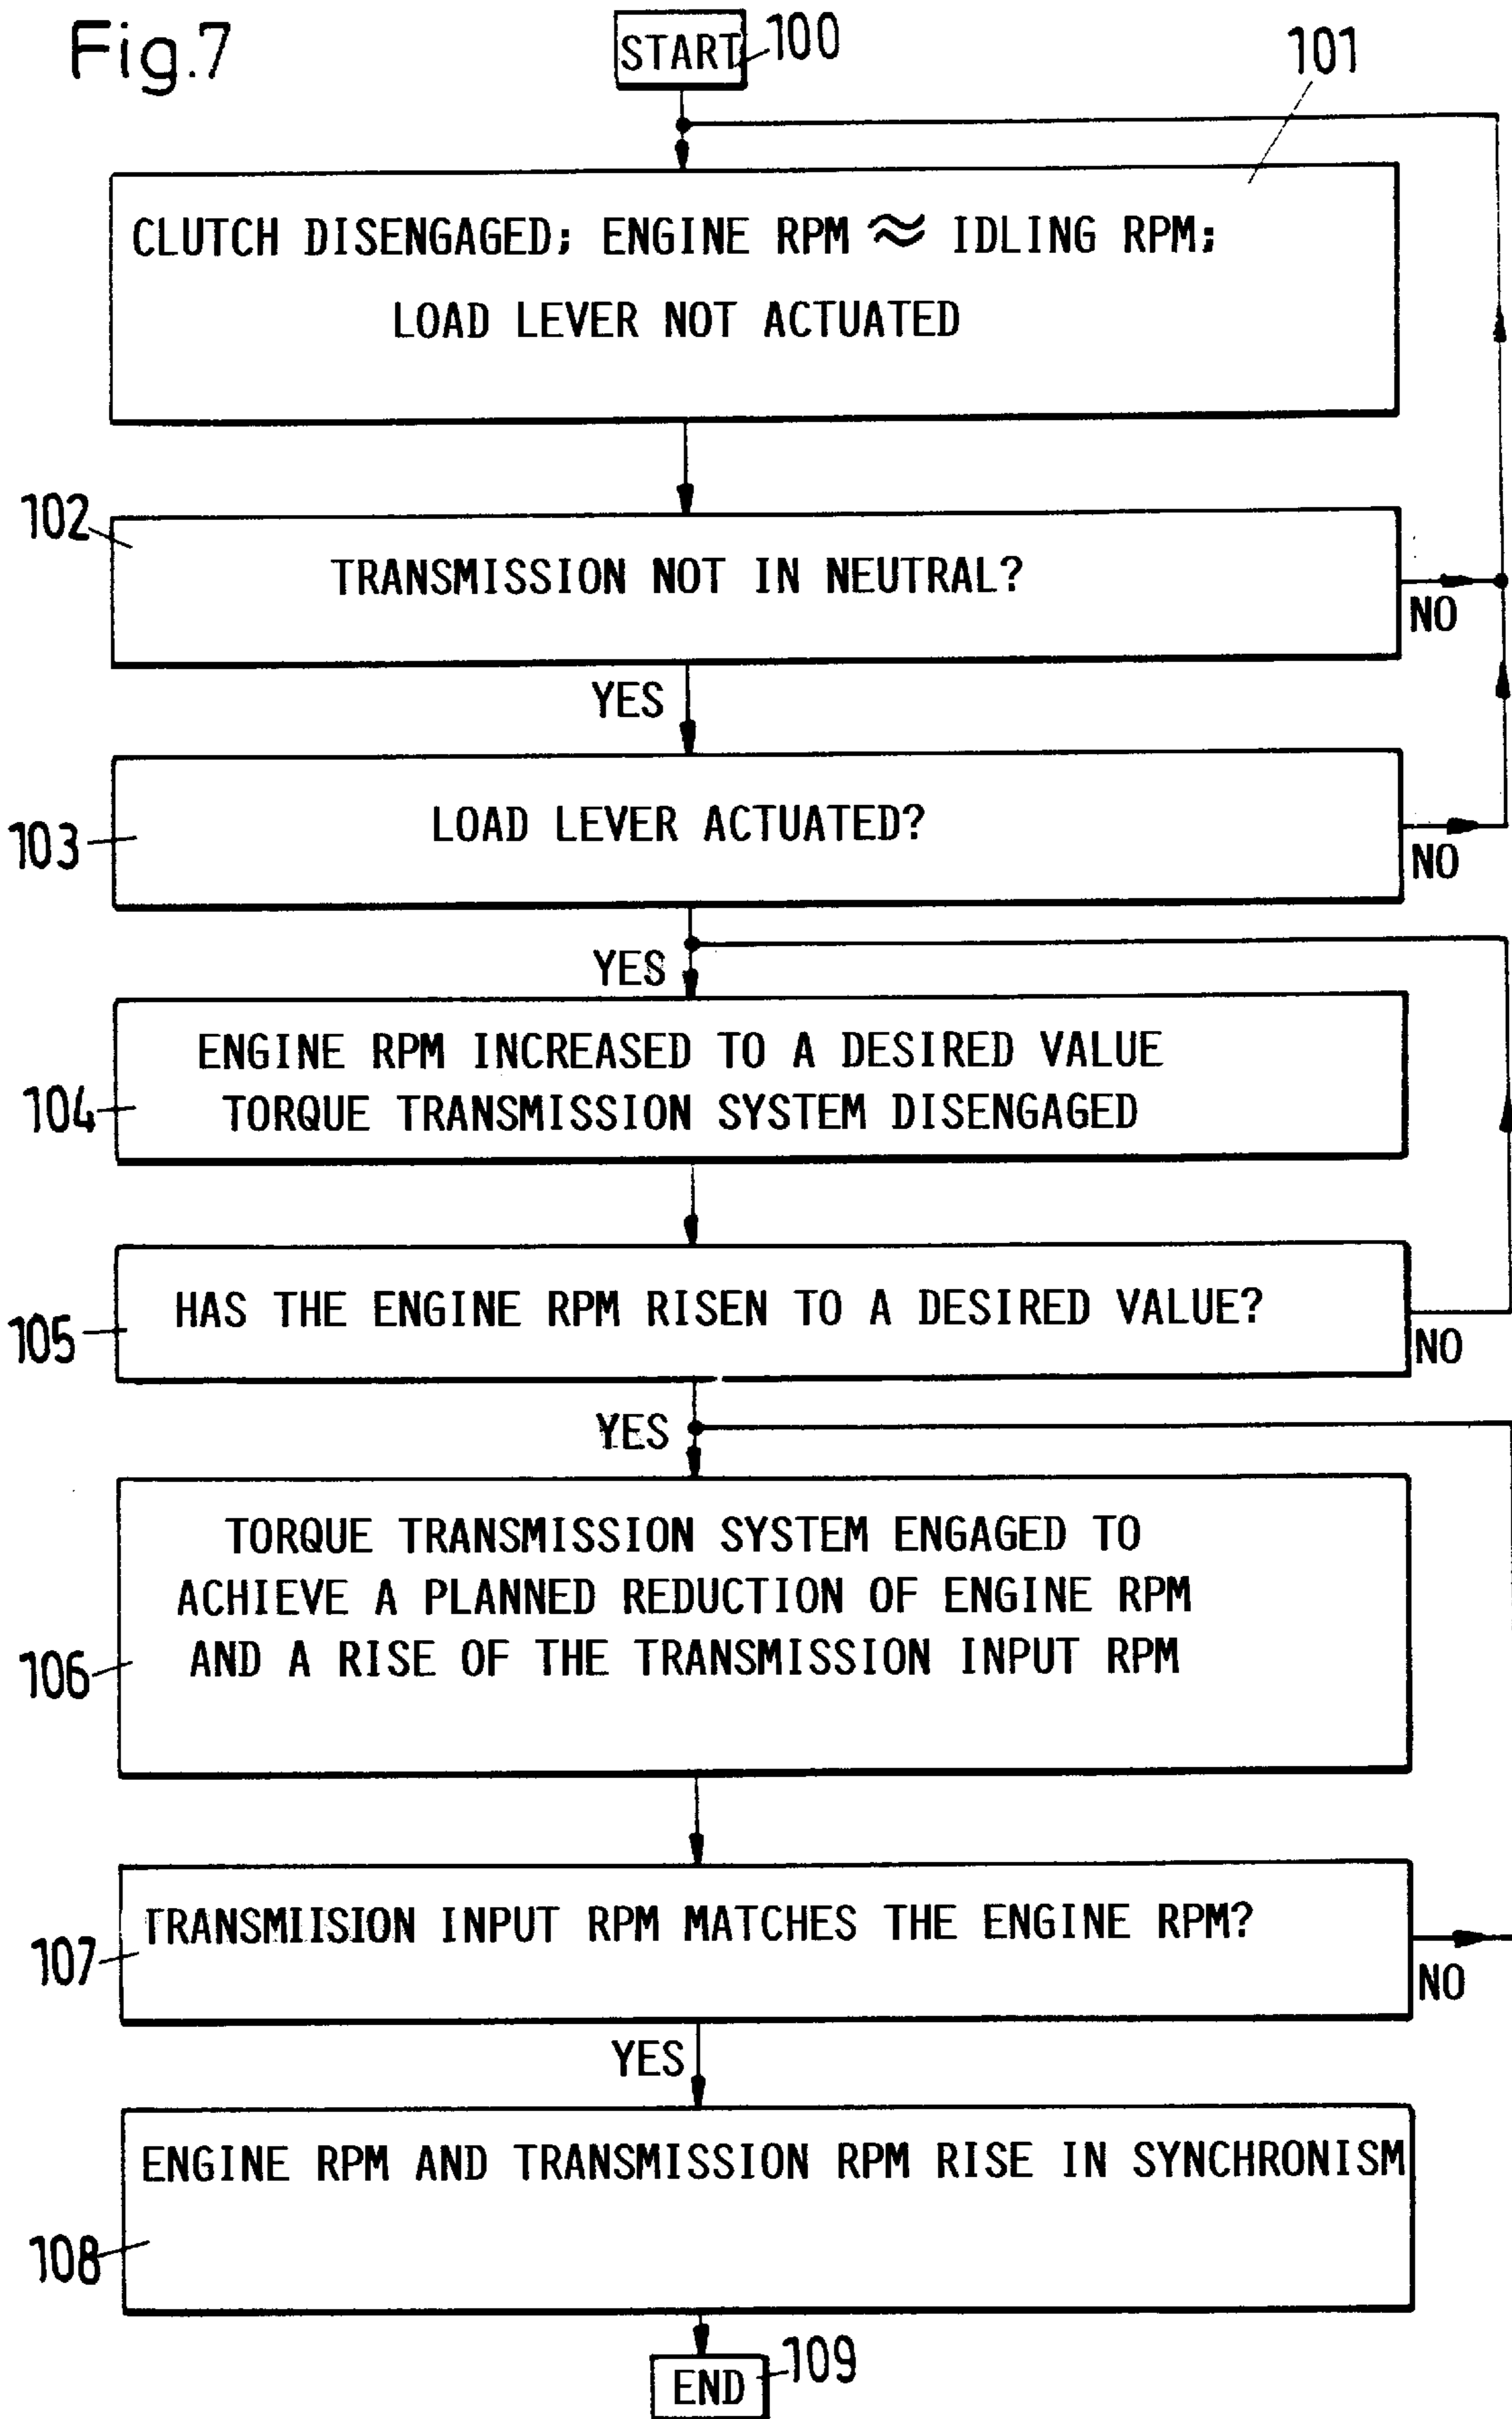 Fig.7
START
100
101
CLUTCH DISENGAGED; ENGINE RPM ≈ IDLING RPM;
LOAD LEVER NOT ACTUATED
102
TRANSMISSION NOT IN NEUTRAL?
NO
YES
103
LOAD LEVER ACTUATED?
NO
YES
ENGINE RPM INCREASED TO A DESIRED VALUE
104
TORQUE TRANSMISSION SYSTEM DISENGAGED
105
HAS THE ENGINE RPM RISEN TO A DESIRED VALUE?
NO
YES
TORQUE TRANSMISSION SYSTEM ENGAGED TO
ACHIEVE A PLANNED REDUCTION OF ENGINE RPM
106
AND A RISE OF THE TRANSMISSION INPUT RPM
TRANSMIISION INPUT RPM MATCHES THE ENGINE RPM?
107
NO
YES
ENGINE RPM AND TRANSMISSION RPM RISE IN SYNCHRONISM
108
END
109